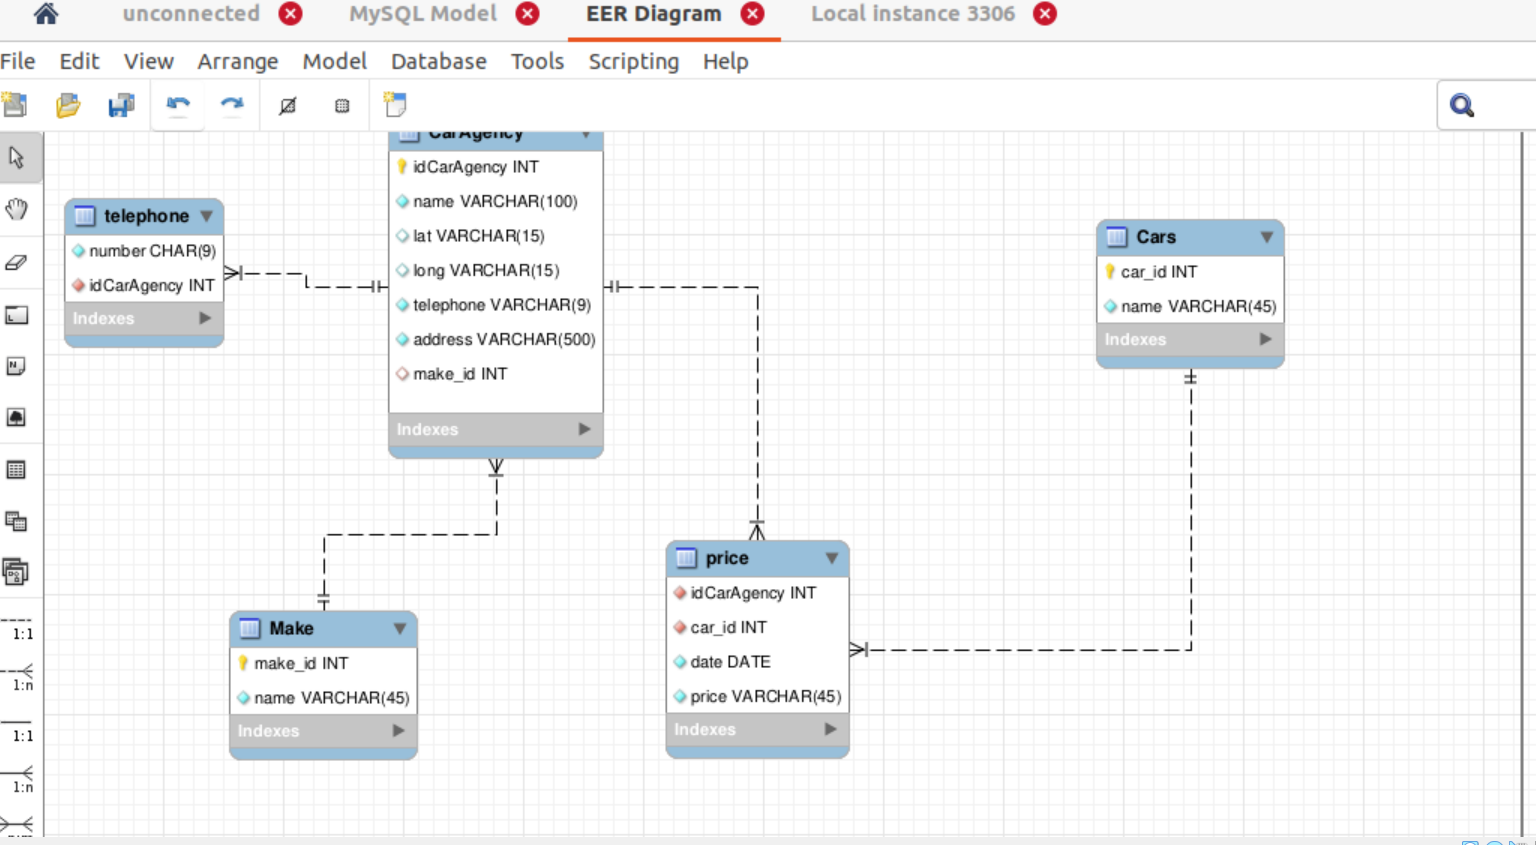 unconnected MySQL Model EER Diagram Local instance 3306
File Edit View Arrange Model Database Tools Scripting Help
CarAgency
idCarAgency INT
name VARCHAR(100)
lat VARCHAR(15)
long VARCHAR(15)
telephone VARCHAR(9)
address VARCHAR(500)
make_id INT
Indexes
telephone
number CHAR(9)
idCarAgency INT
Indexes
Cars
car_id INT
name VARCHAR(45)
Indexes
Make
make_id INT
name VARCHAR(45)
Indexes
price
idCarAgency INT
car_id INT
date DATE
price VARCHAR(45)
Indexes
1:1
1:n
1:1
1:n